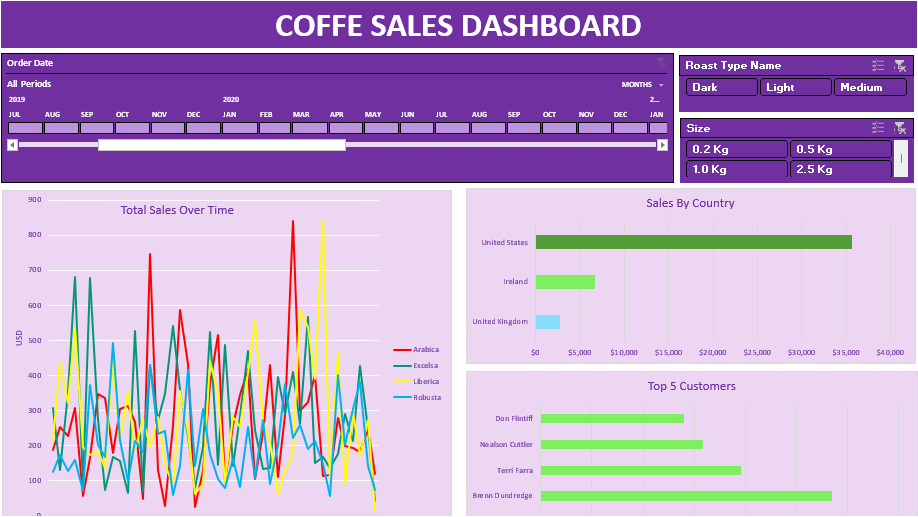 COFFE SALES DASHBOARD
Order Date
All Periods
MONTHS
2019 2020 2...
JUL AUG SEP OCT NOV DEC JAN FEB MAR APR MAY JUN JUL AUG SEP OCT NOV DEC JAN
Roast Type Name
Dark Light Medium
Size
0.2 Kg 0.5 Kg
1.0 Kg 2.5 Kg
Total Sales Over Time
USD
900
800
700
600
500
400
300
200
100
0
Arabica
Excelsa
Liberica
Robusta
Sales By Country
United States
Ireland
United Kingdom
$0 $5,000 $10,000 $15,000 $20,000 $25,000 $30,000 $35,000 $40,000
Top 5 Customers
Don Flintiff
Nealson Cuttler
Terri Farra
Brenn Dundredge